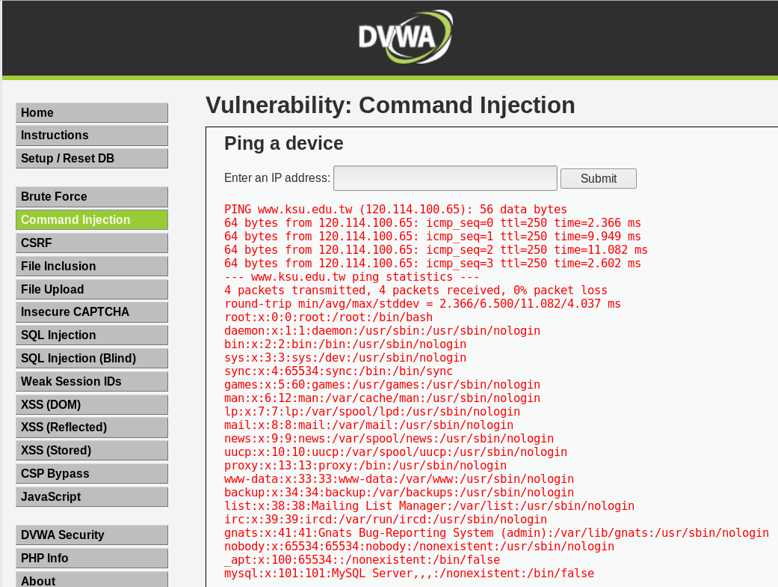 DVWA
Vulnerability: Command Injection
Home
Instructions
Setup / Reset DB
Brute Force
Command Injection
CSRF
File Inclusion
File Upload
Insecure CAPTCHA
SQL Injection
SQL Injection (Blind)
Weak Session IDs
XSS (DOM)
XSS (Reflected)
XSS (Stored)
CSP Bypass
JavaScript
DVWA Security
PHP Info
About
Ping a device
Enter an IP address: Submit
PING www.ksu.edu.tw (120.114.100.65): 56 data bytes
64 bytes from 120.114.100.65: icmp_seq=0 ttl=250 time=2.366 ms
64 bytes from 120.114.100.65: icmp_seq=1 ttl=250 time=9.949 ms
64 bytes from 120.114.100.65: icmp_seq=2 ttl=250 time=11.082 ms
64 bytes from 120.114.100.65: icmp_seq=3 ttl=250 time=2.602 ms
--- www.ksu.edu.tw ping statistics ---
4 packets transmitted, 4 packets received, 0% packet loss
round-trip min/avg/max/stddev = 2.366/6.500/11.082/4.037 ms
root:x:0:0:root:/root:/bin/bash
daemon:x:1:1:daemon:/usr/sbin:/usr/sbin/nologin
bin:x:2:2:bin:/bin:/usr/sbin/nologin
sys:x:3:3:sys:/dev:/usr/sbin/nologin
sync:x:4:65534:sync:/bin:/bin/sync
games:x:5:60:games:/usr/games:/usr/sbin/nologin
man:x:6:12:man:/var/cache/man:/usr/sbin/nologin
lp:x:7:7:lp:/var/spool/lpd:/usr/sbin/nologin
mail:x:8:8:mail:/var/mail:/usr/sbin/nologin
news:x:9:9:news:/var/spool/news:/usr/sbin/nologin
uucp:x:10:10:uucp:/var/spool/uucp:/usr/sbin/nologin
proxy:x:13:13:proxy:/bin:/usr/sbin/nologin
www-data:x:33:33:www-data:/var/www:/usr/sbin/nologin
backup:x:34:34:backup:/var/backups:/usr/sbin/nologin
list:x:38:38:Mailing List Manager:/var/list:/usr/sbin/nologin
irc:x:39:39:ircd:/var/run/ircd:/usr/sbin/nologin
gnats:x:41:41:Gnats Bug-Reporting System (admin):/var/lib/gnats:/usr/sbin/nologin
nobody:x:65534:65534:nobody:/nonexistent:/usr/sbin/nologin
_apt:x:100:65534::/nonexistent:/bin/false
mysql:x:101:101:MySQL Server,,,:/nonexistent:/bin/false